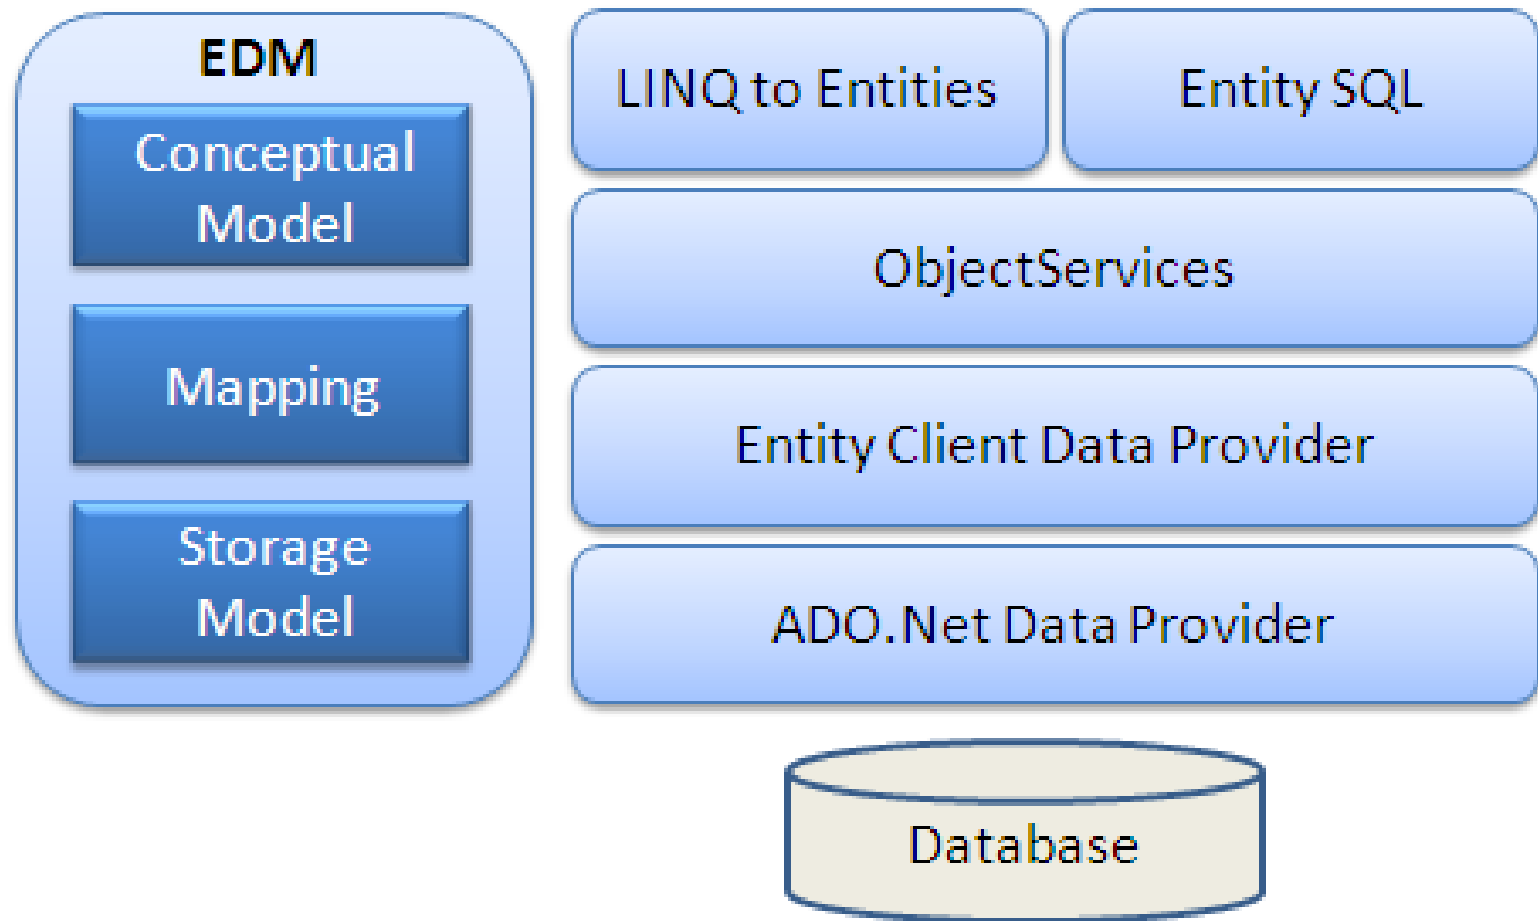 EDM
Conceptual
Model
Mapping
Storage
Model
LINQ to Entities
Entity SQL
ObjectServices
Entity Client Data Provider
ADO.Net Data Provider
Database